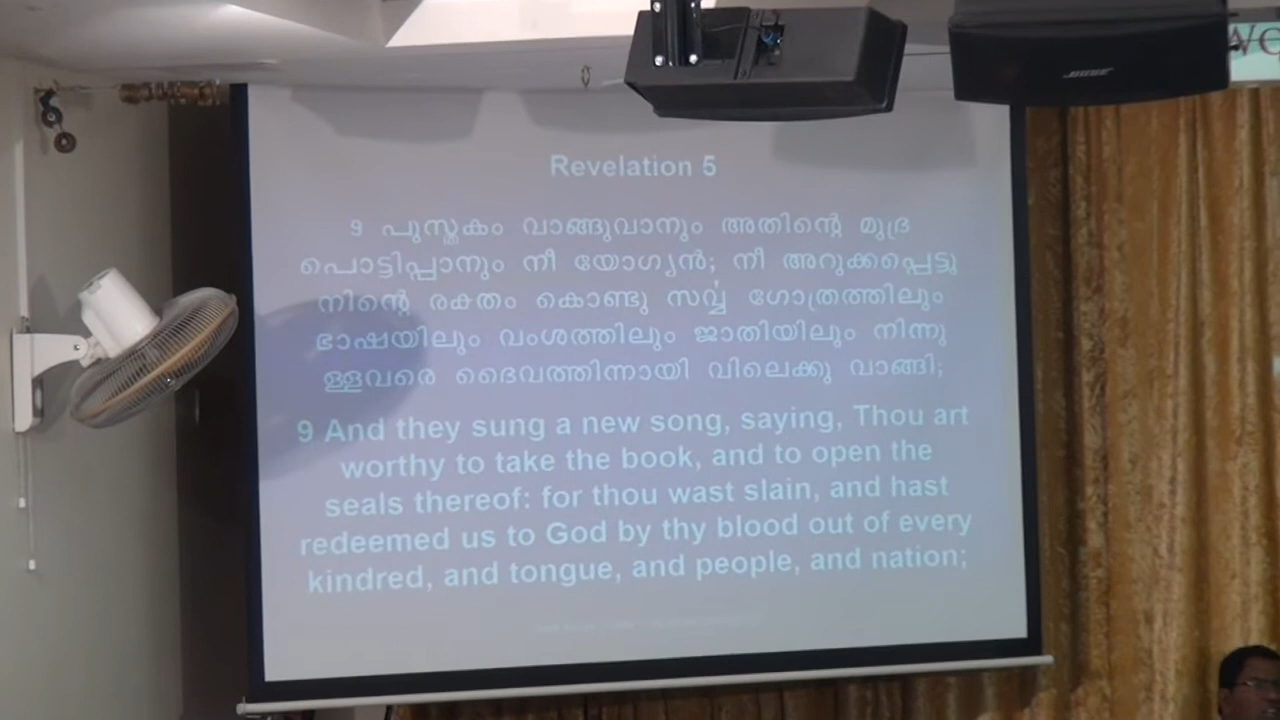 WO
BOSE
Revelation 5
9 പുസ്തകം വാങ്ങുവാനും അതിന്റെ മുദ്ര
പൊട്ടിപ്പാനും നീ യോഗ്യൻ; നീ അറുക്കപ്പെട്ടു
നിന്റെ രക്തം കൊണ്ടു സർവ്വ ഗോത്രത്തിലും
ഭാഷയിലും വംശത്തിലും ജാതിയിലും നിന്നു
ള്ളവരെ ദൈവത്തിന്നായി വിലെക്കു വാങ്ങി;
9 And they sung a new song, saying, Thou art
worthy to take the book, and to open the
seals thereof: for thou wast slain, and hast
redeemed us to God by thy blood out of every
kindred, and tongue, and people, and nation;